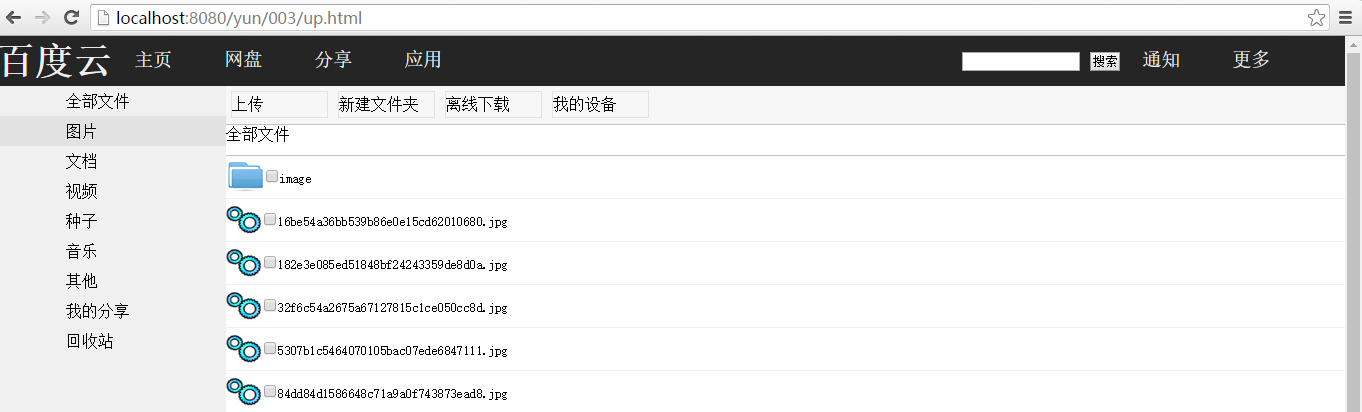 localhost:8080/yun/003/up.html
百度云 主页 网盘 分享 应用 搜索 通知 更多
全部文件
图片
文档
视频
种子
音乐
其他
我的分享
回收站
上传 新建文件夹 离线下载 我的设备
全部文件
image
16be54a36bb539b86e0e15cd62010680.jpg
182e3e085ed51848bf24243359de8d0a.jpg
32f6c54a2675a67127815c1ce050cc8d.jpg
5307b1c5464070105bac07ede6847111.jpg
84dd84d1586648c71a9a0f743873ead8.jpg